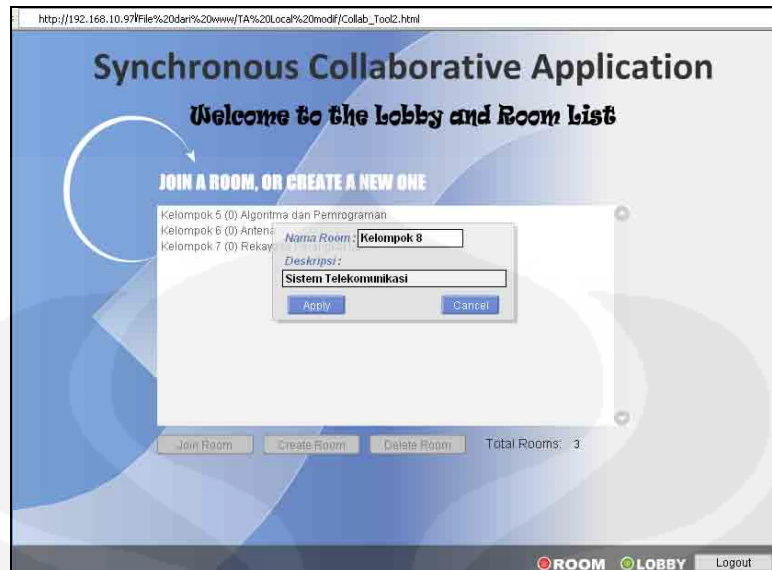 http://192.168.10.97/File%20dari%20www/TA%20Local%20modif/Collab_Tool2.html
Synchronous Collaborative Application
Welcome to the Lobby and Room List
JOIN A ROOM, OR CREATE A NEW ONE
Kelompok 5 (0) Algoritma dan Pemrograman
Kelompok 6 (0) Antena
Kelompok 7 (0)
Nama Room : Kelompok 8
Deskripsi :
Sistem Telekomunikasi
Apply Cancel
Join Room Create Room Delete Room Total Rooms: 3
ROOM LOBBY Logout